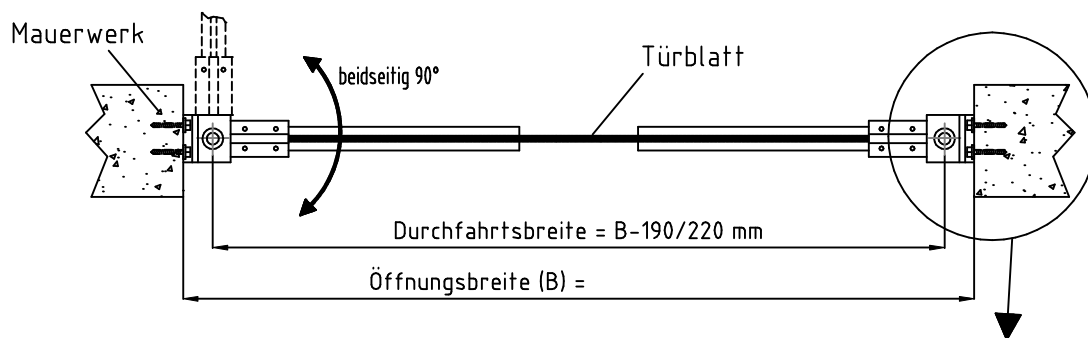 Mauerwerk
beidseitig 90°
Türblatt
Durchfahrtsbreite = B-190/220 mm
Öffnungsbreite (B) =